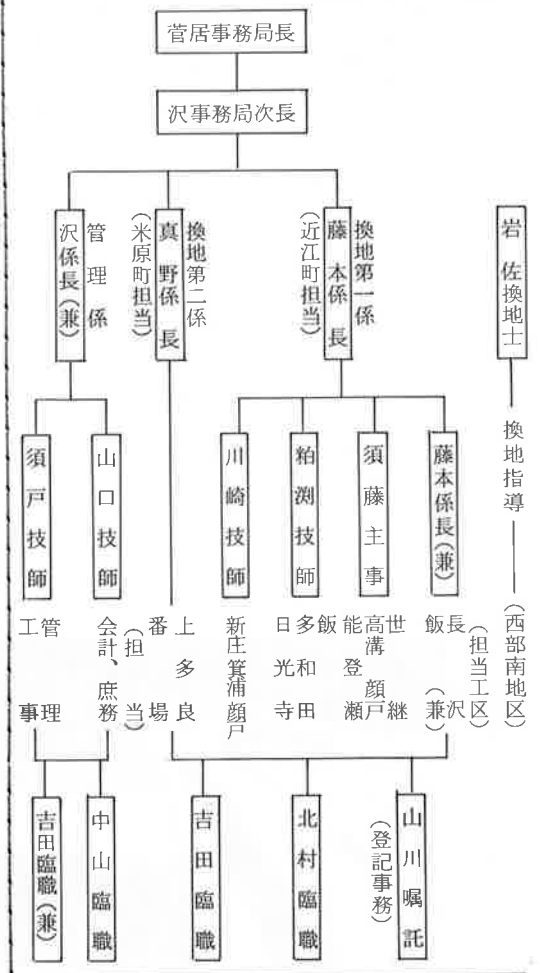 菅居事務局長
沢事務局次長
岩佐換地士
換地指導
(西部南地区)
換地第一係
藤本係長
(近江町担当)
換地第二係
真野係長
(米原町担当)
管理係
沢係長(兼)
藤本係長(兼)
須藤主事
粕渕技師
川崎技師
山口技師
須戸技師
(担当工区)
長沢
飯(兼)
世継
高溝 顔戸
能登瀬
飯
多和田
日光寺
新庄箕浦顔戸
上多良
番場
(担当)
会計、庶務
管理
工事
山川嘱託
(登記事務)
北村臨職
吉田臨職
中山臨職
吉田臨職(兼)